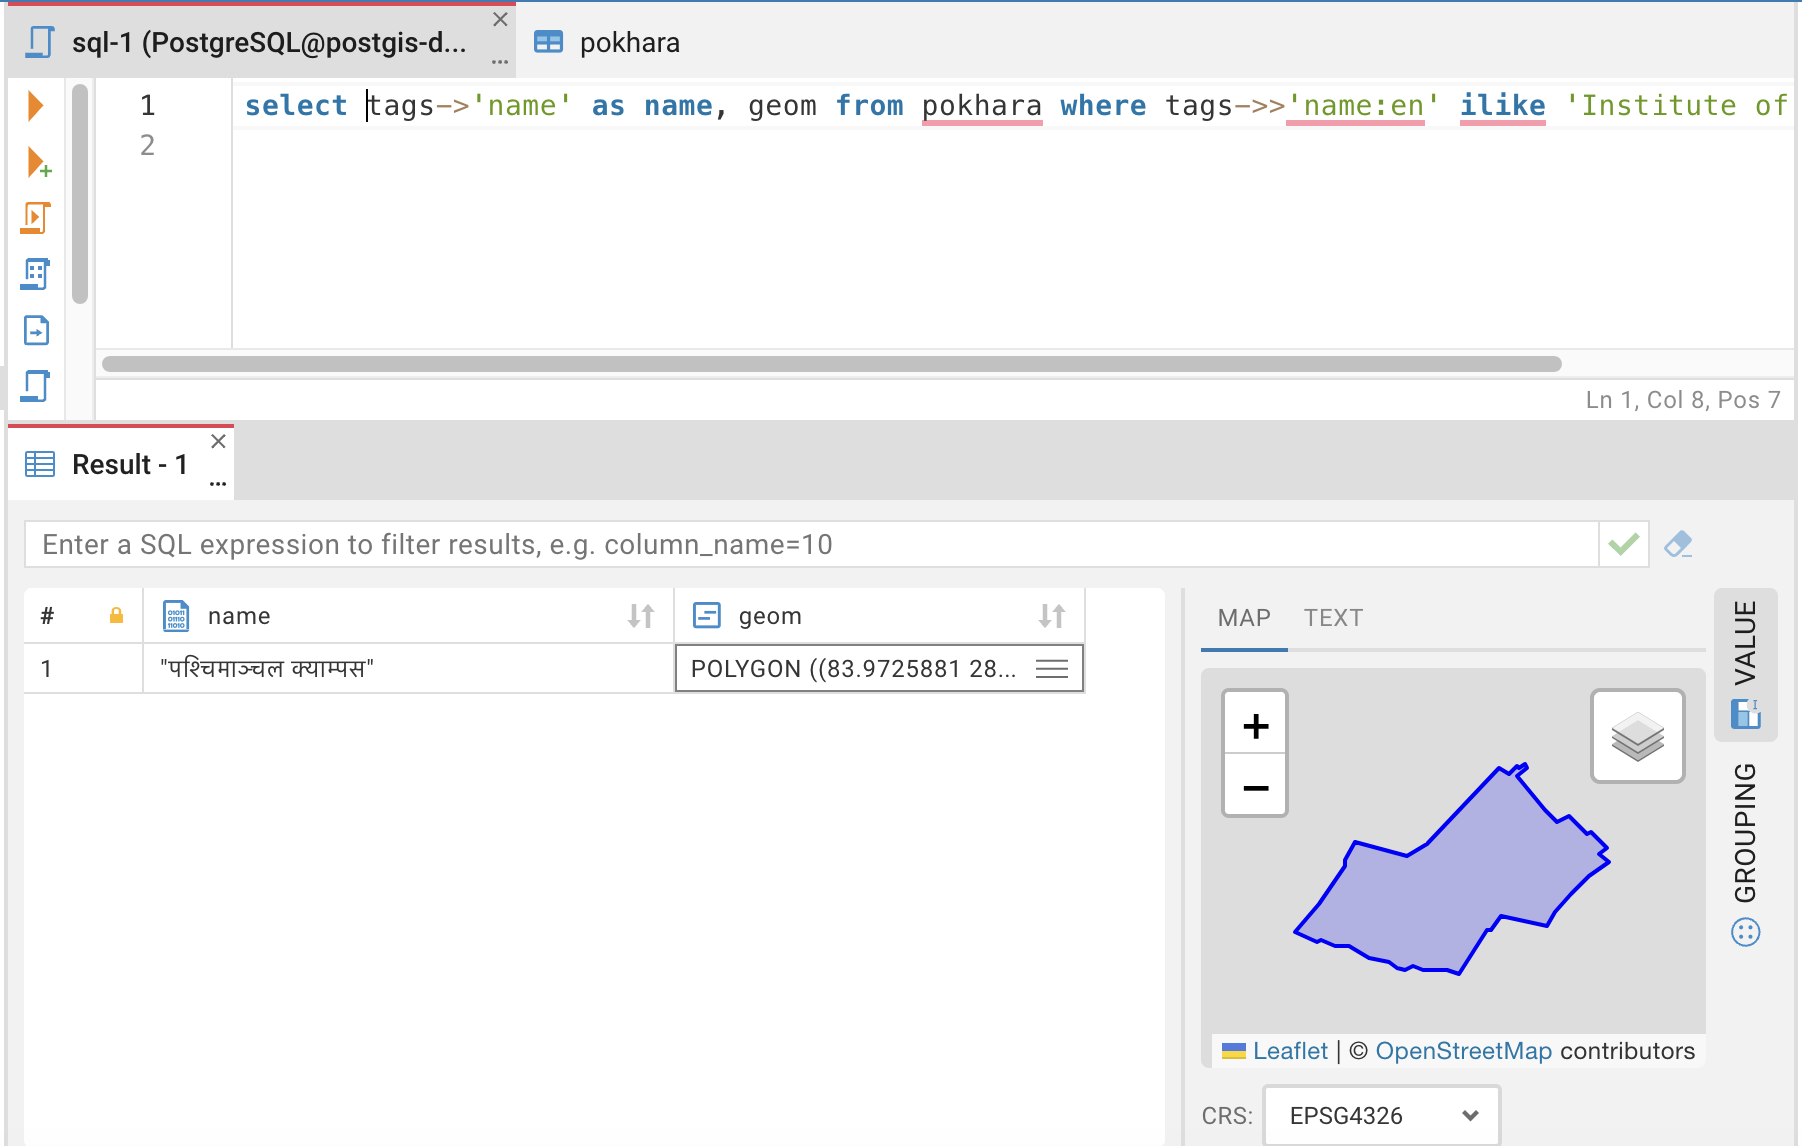 sql-1 (PostgreSQL@postgis-d...
pokhara
1 select tags->'name' as name, geom from pokhara where tags->>'name:en' ilike 'Institute of
2
Ln 1, Col 8, Pos 7
Result - 1
Enter a SQL expression to filter results, e.g. column_name=10
# name geom
1 "पश्चिमाञ्चल क्याम्पस" POLYGON ((83.9725881 28...
MAP TEXT
VALUE
GROUPING
+
−
Leaflet | © OpenStreetMap contributors
CRS: EPSG4326